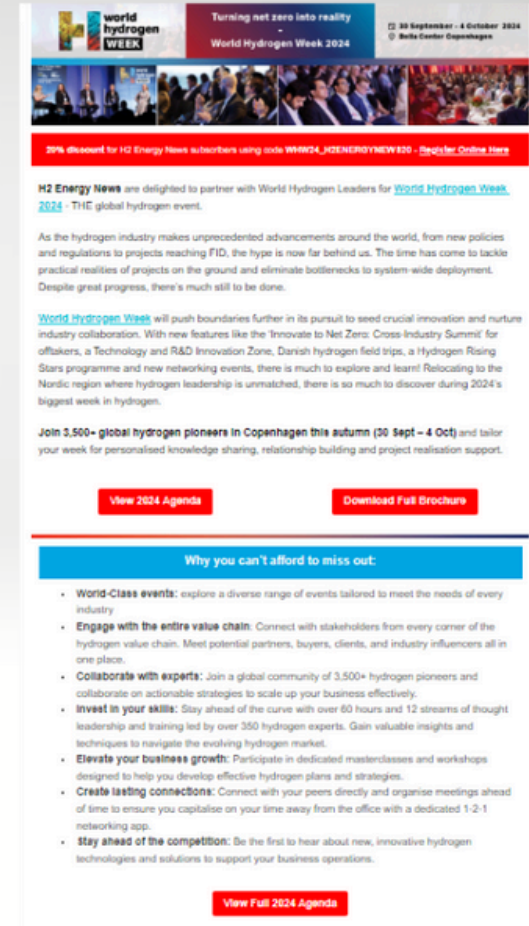 world
hydrogen
WEEK
Turning net zero into reality
-
World Hydrogen Week 2024
30 September - 4 October 2024
Bella Center Copenhagen
20% discount for H2 Energy News subscribers using code WHW24_H2ENERGYNEW820 - Register Online Here
H2 Energy News are delighted to partner with World Hydrogen Leaders for World Hydrogen Week
2024 - THE global hydrogen event.
As the hydrogen industry makes unprecedented advancements around the world, from new policies
and regulations to projects reaching FID, the hype is now far behind us. The time has come to tackle
practical realities of projects on the ground and eliminate bottlenecks to system-wide deployment.
Despite great progress, there's much still to be done.
World Hydrogen Week will push boundaries further in its pursuit to seed crucial innovation and nurture
industry collaboration. With new features like the 'Innovate to Net Zero: Cross-Industry Summit' for
offtakers, a Technology and R&D Innovation Zone, Danish hydrogen field trips, a Hydrogen Rising
Stars programme and new networking events, there is much to explore and learn! Relocating to the
Nordic region where hydrogen leadership is unmatched, there is so much to discover during 2024's
biggest week in hydrogen.
Join 3,500+ global hydrogen pioneers in Copenhagen this autumn (30 Sept – 4 Oct) and tailor
your week for personalised knowledge sharing, relationship building and project realisation support.
View 2024 Agenda
Download Full Brochure
Why you can't afford to miss out:
• World-Class events: explore a diverse range of events tailored to meet the needs of every
industry
• Engage with the entire value chain: Connect with stakeholders from every corner of the
hydrogen value chain. Meet potential partners, buyers, clients, and industry influencers all in
one place.
• Collaborate with experts: Join a global community of 3,500+ hydrogen pioneers and
collaborate on actionable strategies to scale up your business effectively.
• Invest in your skills: Stay ahead of the curve with over 60 hours and 12 streams of thought
leadership and training led by over 350 hydrogen experts. Gain valuable insights and
techniques to navigate the evolving hydrogen market.
• Elevate your business growth: Participate in dedicated masterclasses and workshops
designed to help you develop effective hydrogen plans and strategies.
• Create lasting connections: Connect with your peers directly and organise meetings ahead
of time to ensure you capitalise on your time away from the office with a dedicated 1-2-1
networking app.
• Stay ahead of the competition: Be the first to hear about new, innovative hydrogen
technologies and solutions to support your business operations.
View Full 2024 Agenda